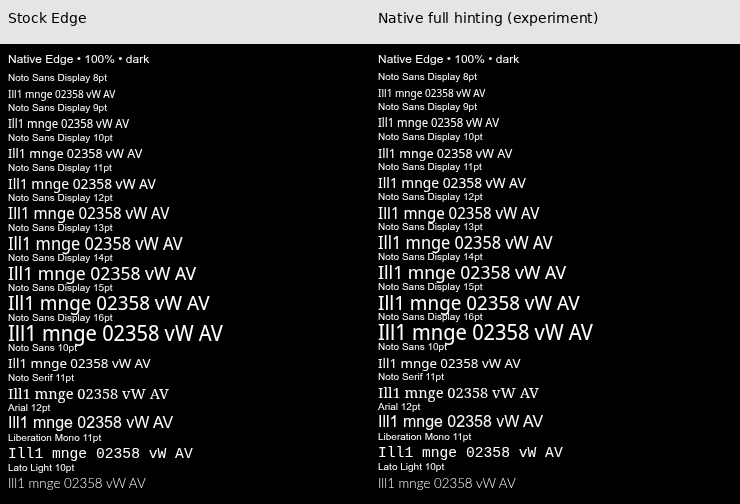 Stock Edge
Native Edge • 100% • dark
Noto Sans Display 8pt
Ill1 mnge 02358 vW AV
Noto Sans Display 9pt
Ill1 mnge 02358 vW AV
Noto Sans Display 10pt
Ill1 mnge 02358 vW AV
Noto Sans Display 11pt
Ill1 mnge 02358 vW AV
Noto Sans Display 12pt
Ill1 mnge 02358 vW AV
Noto Sans Display 13pt
Ill1 mnge 02358 vW AV
Noto Sans Display 14pt
Ill1 mnge 02358 vW AV
Noto Sans Display 15pt
Ill1 mnge 02358 vW AV
Noto Sans Display 16pt
Ill1 mnge 02358 vW AV
Noto Sans 10pt
Ill1 mnge 02358 vW AV
Noto Serif 11pt
Ill1 mnge 02358 vW AV
Arial 12pt
Ill1 mnge 02358 vW AV
Liberation Mono 11pt
Ill1 mnge 02358 vW AV
Lato Light 10pt
Ill1 mnge 02358 vW AV
Native full hinting (experiment)
Native Edge • 100% • dark
Noto Sans Display 8pt
Ill1 mnge 02358 vW AV
Noto Sans Display 9pt
Ill1 mnge 02358 vW AV
Noto Sans Display 10pt
Ill1 mnge 02358 vW AV
Noto Sans Display 11pt
Ill1 mnge 02358 vW AV
Noto Sans Display 12pt
Ill1 mnge 02358 vW AV
Noto Sans Display 13pt
Ill1 mnge 02358 vW AV
Noto Sans Display 14pt
Ill1 mnge 02358 vW AV
Noto Sans Display 15pt
Ill1 mnge 02358 vW AV
Noto Sans Display 16pt
Ill1 mnge 02358 vW AV
Noto Sans 10pt
Ill1 mnge 02358 vW AV
Noto Serif 11pt
Ill1 mnge 02358 vW AV
Arial 12pt
Ill1 mnge 02358 vW AV
Liberation Mono 11pt
Ill1 mnge 02358 vW AV
Lato Light 10pt
Ill1 mnge 02358 vW AV